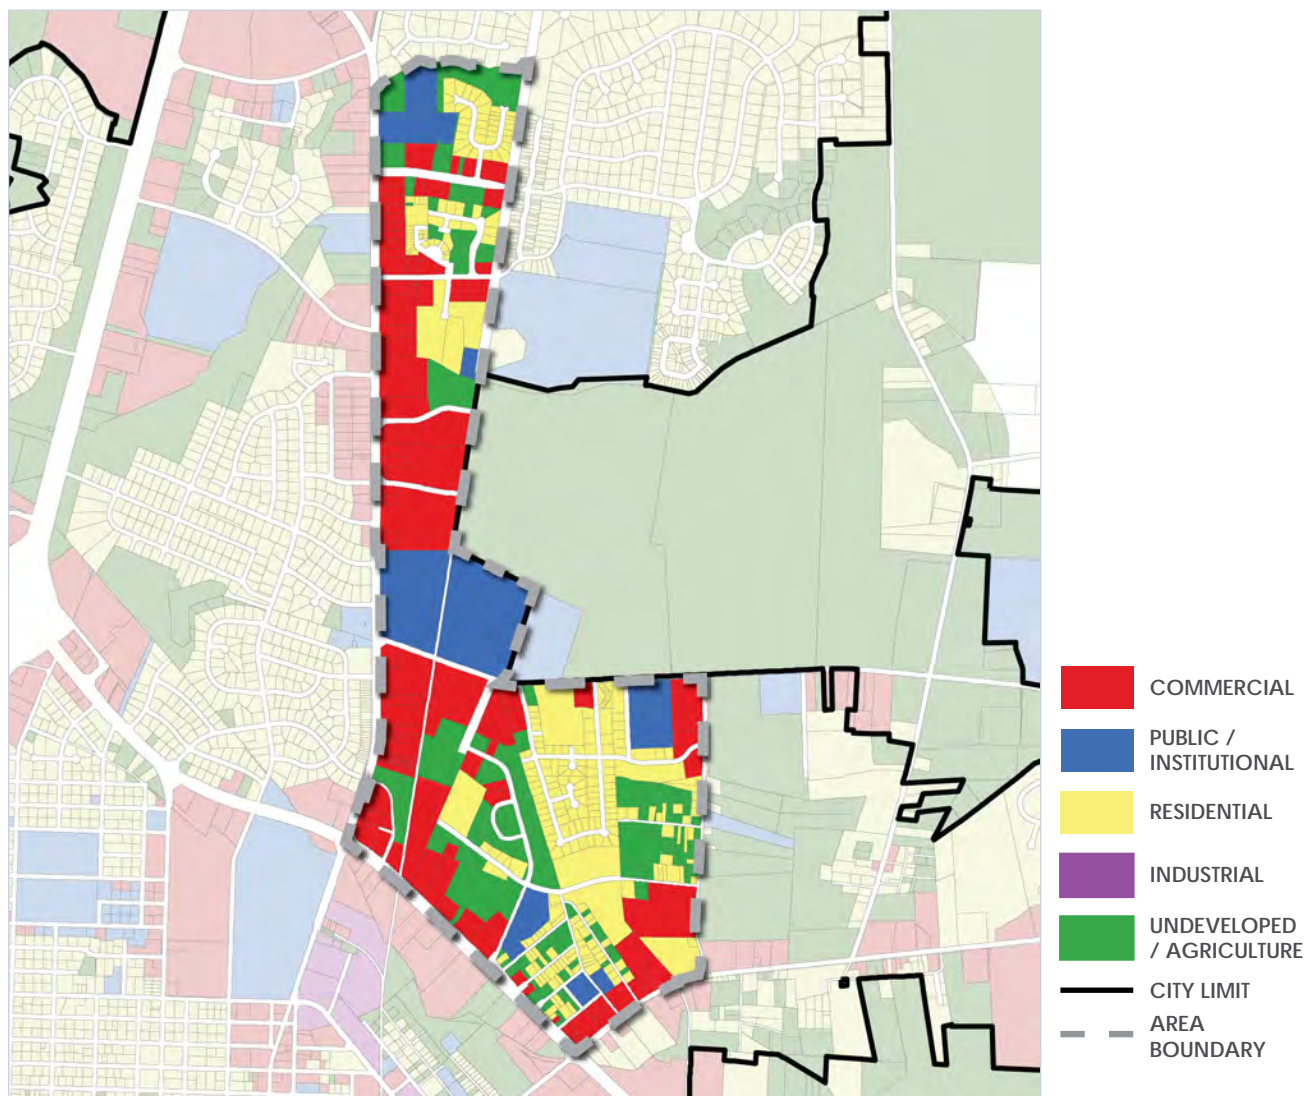 COMMERCIAL
PUBLIC /
INSTITUTIONAL
RESIDENTIAL
INDUSTRIAL
UNDEVELOPED
/ AGRICULTURE
CITY LIMIT
AREA
BOUNDARY